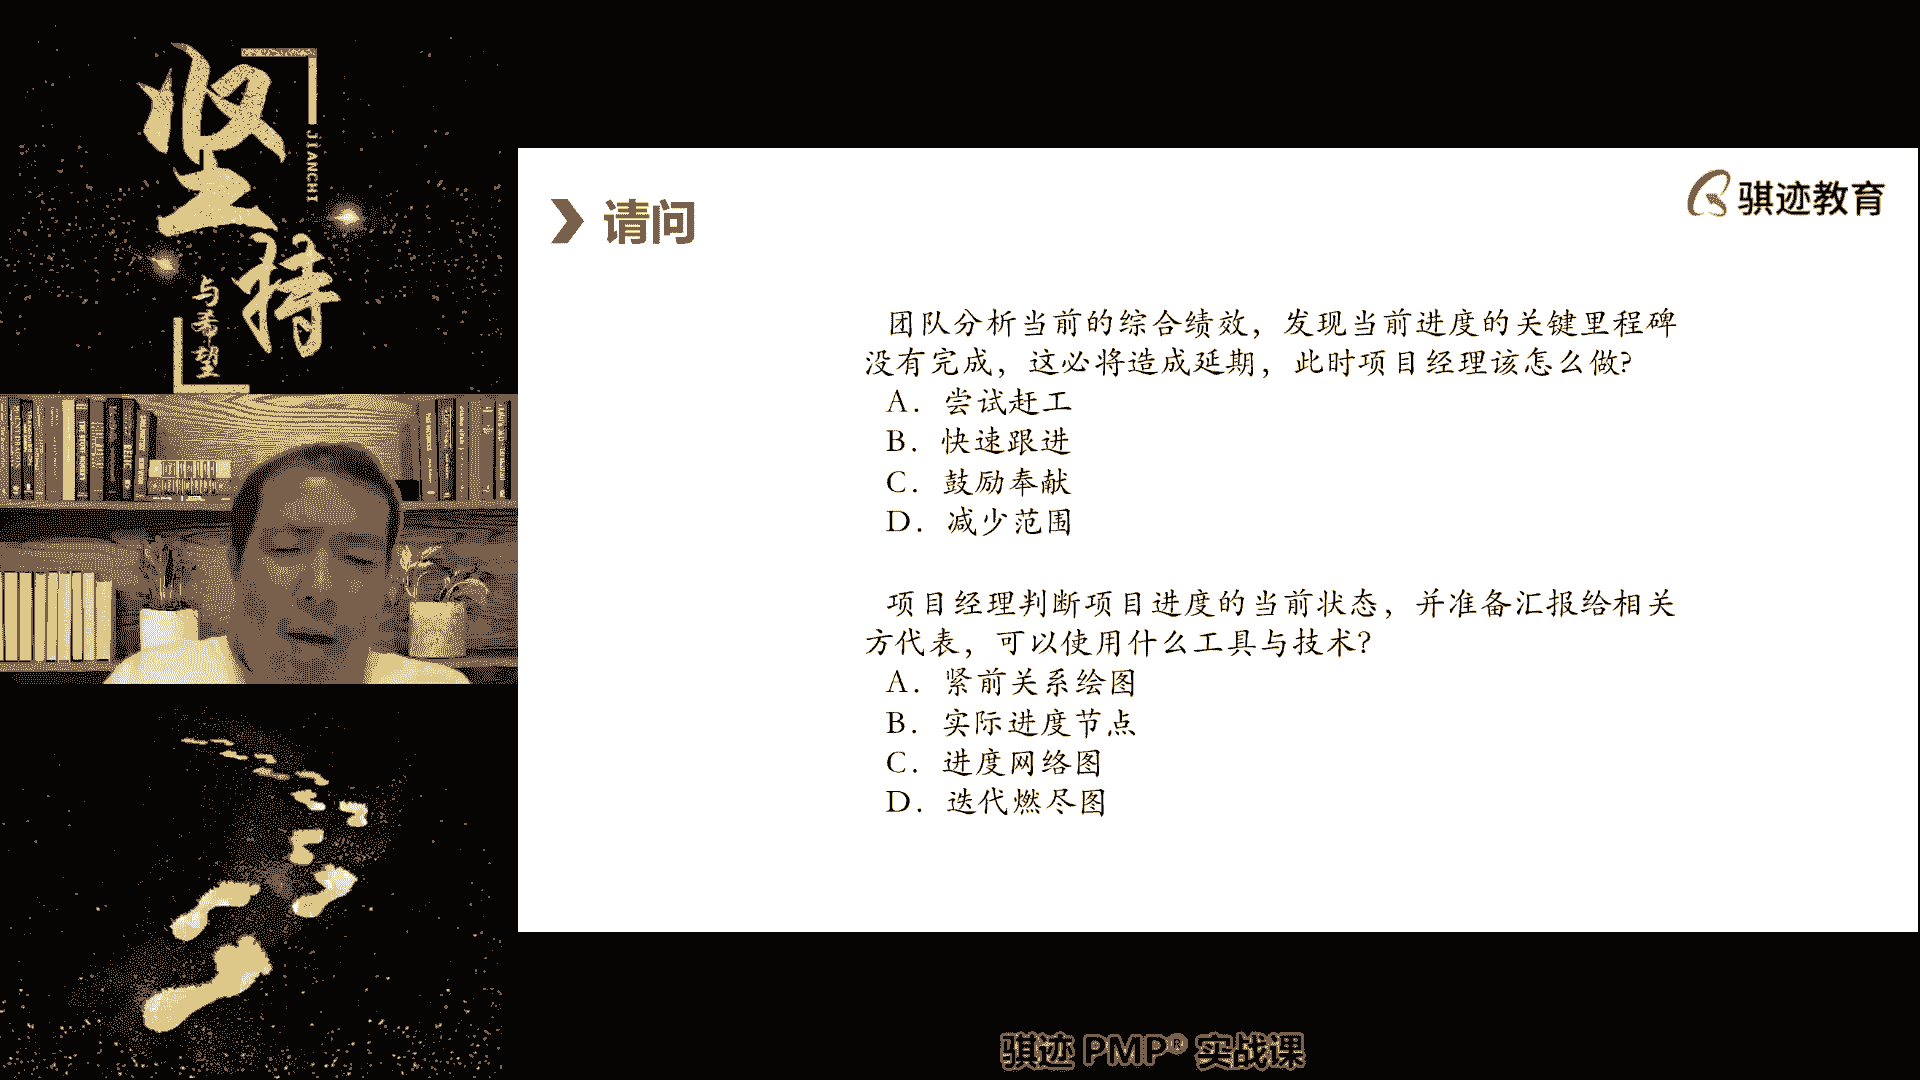 坚持
JIANCHI
与希望
请问
骐迹教育
团队分析当前的综合绩效，发现当前进度的关键里程碑
没有完成，这必将造成延期，此时项目经理该怎么做？
A．尝试赶工
B．快速跟进
C．鼓励奉献
D．减少范围
项目经理判断项目进度的当前状态，并准备汇报给相关
方代表，可以使用什么工具与技术？
A．紧前关系绘图
B．实际进度节点
C．进度网络图
D．迭代燃尽图
骐迹 PMP® 实战课